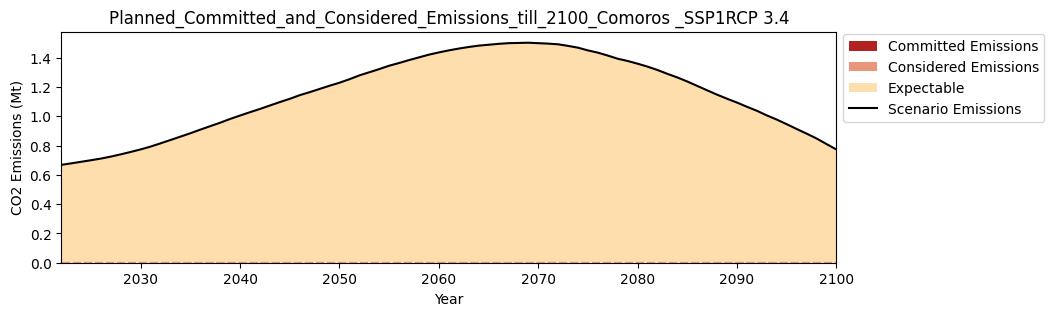 Planned_Committed_and_Considered_Emissions_till_2100_Comoros _SSP1RCP 3.4
Committed Emissions
Considered Emissions
Expectable
Scenario Emissions
CO2 Emissions (Mt)
1.4
1.2
1.0
0.8
0.6
0.4
0.2
0.0
2030 2040 2050 2060 2070 2080 2090 2100
Year